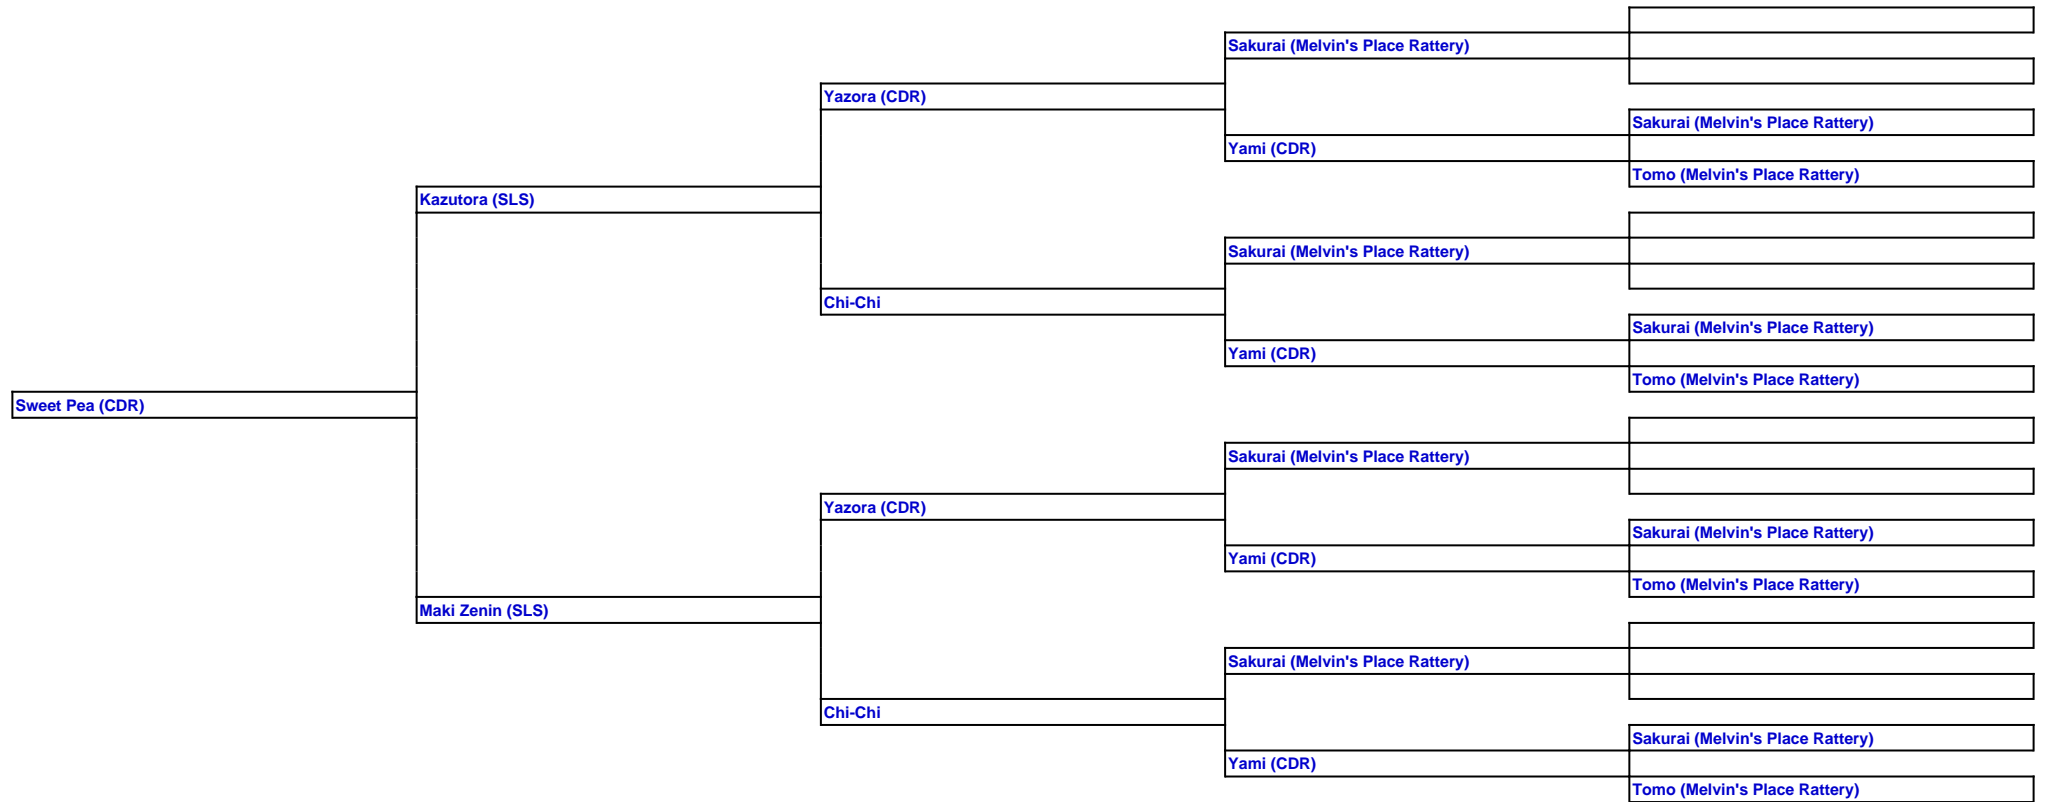 Sakurai (Melvin's Place Rattery)
Yazora (CDR)
Sakurai (Melvin's Place Rattery)
Yami (CDR)
Tomo (Melvin's Place Rattery)
Kazutora (SLS)
Sakurai (Melvin's Place Rattery)
Chi-Chi
Sakurai (Melvin's Place Rattery)
Yami (CDR)
Tomo (Melvin's Place Rattery)
Sweet Pea (CDR)
Sakurai (Melvin's Place Rattery)
Yazora (CDR)
Sakurai (Melvin's Place Rattery)
Yami (CDR)
Tomo (Melvin's Place Rattery)
Maki Zenin (SLS)
Sakurai (Melvin's Place Rattery)
Chi-Chi
Sakurai (Melvin's Place Rattery)
Yami (CDR)
Tomo (Melvin's Place Rattery)